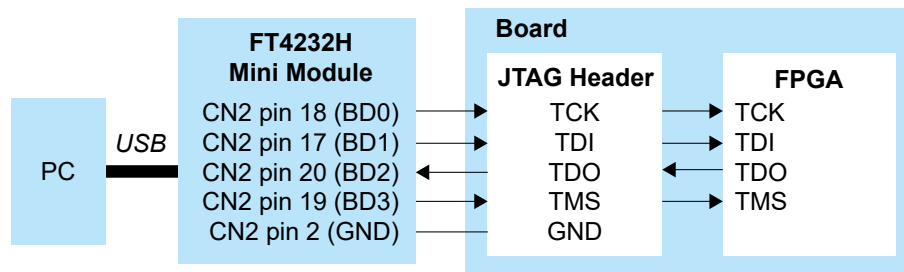 PC
USB
FT4232H
Mini Module
CN2 pin 18 (BD0)
CN2 pin 17 (BD1)
CN2 pin 20 (BD2)
CN2 pin 19 (BD3)
CN2 pin 2 (GND)
Board
JTAG Header
TCK
TDI
TDO
TMS
GND
FPGA
TCK
TDI
TDO
TMS